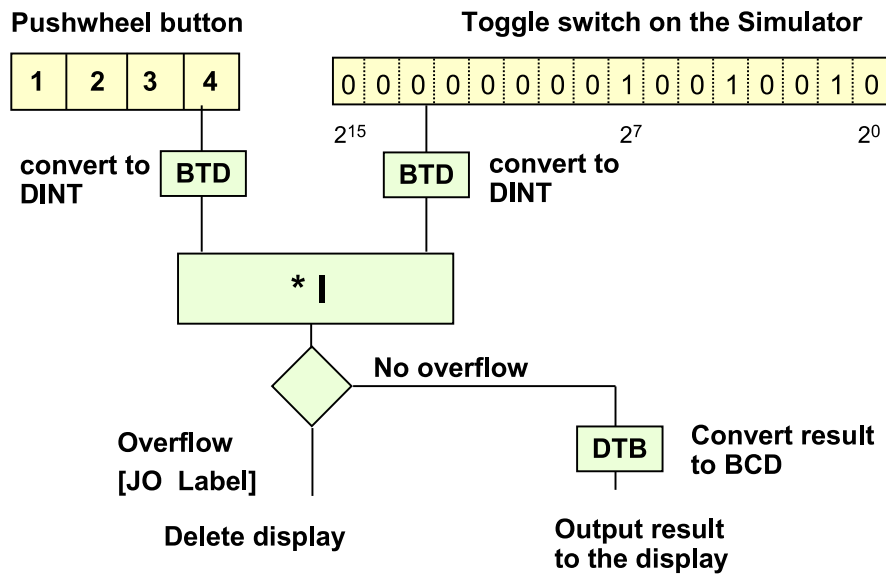 Pushwheel button
Toggle switch on the Simulator
1 2 3 4
0 0 0 0 0 0 0 0 1 0 0 1 0 0 1 0
2¹⁵ 2⁷ 2⁰
convert to
DINT
BTD
BTD
convert to
DINT
* I
No overflow
Overflow
[JO Label]
DTB
Convert result
to BCD
Delete display
Output result
to the display